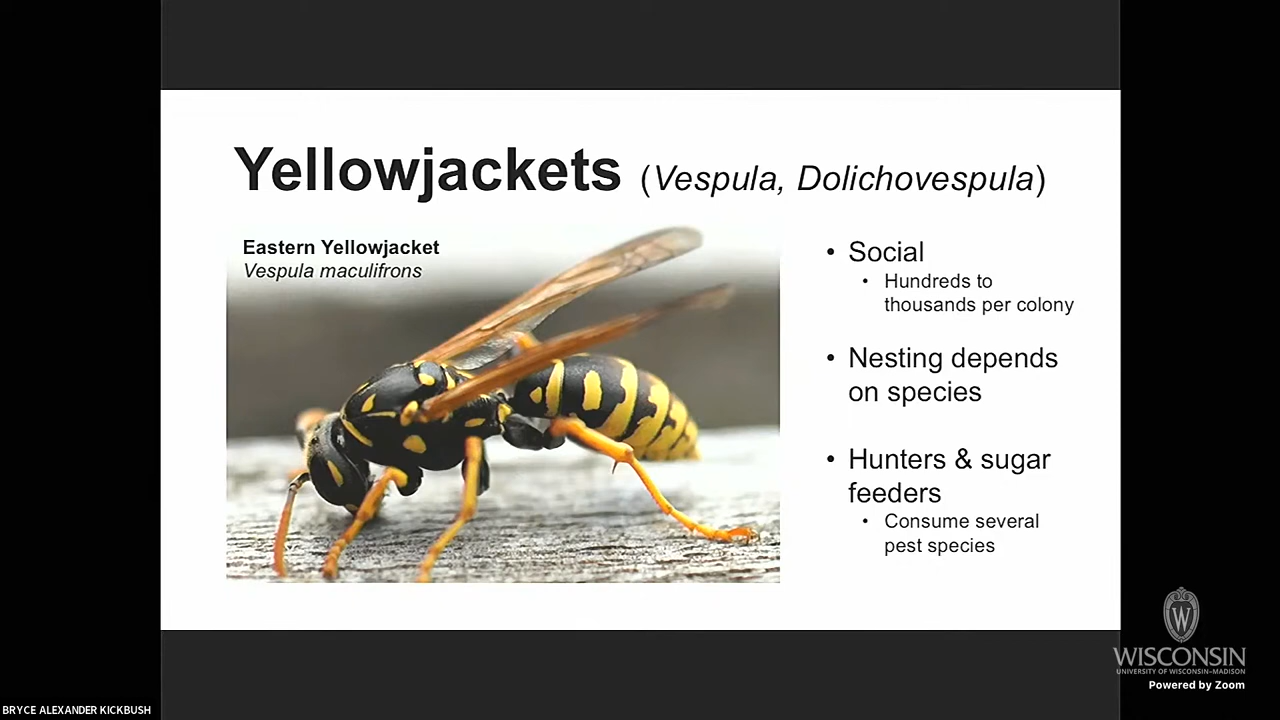 Yellowjackets (Vespula, Dolichovespula)
Eastern Yellowjacket
Vespula maculifrons
• Social
• Hundreds to
thousands per colony
• Nesting depends
on species
• Hunters & sugar
feeders
• Consume several
pest species
W
WISCONSIN
UNIVERSITY OF WISCONSIN–MADISON
Powered by Zoom
BRYCE ALEXANDER KICKBUSH